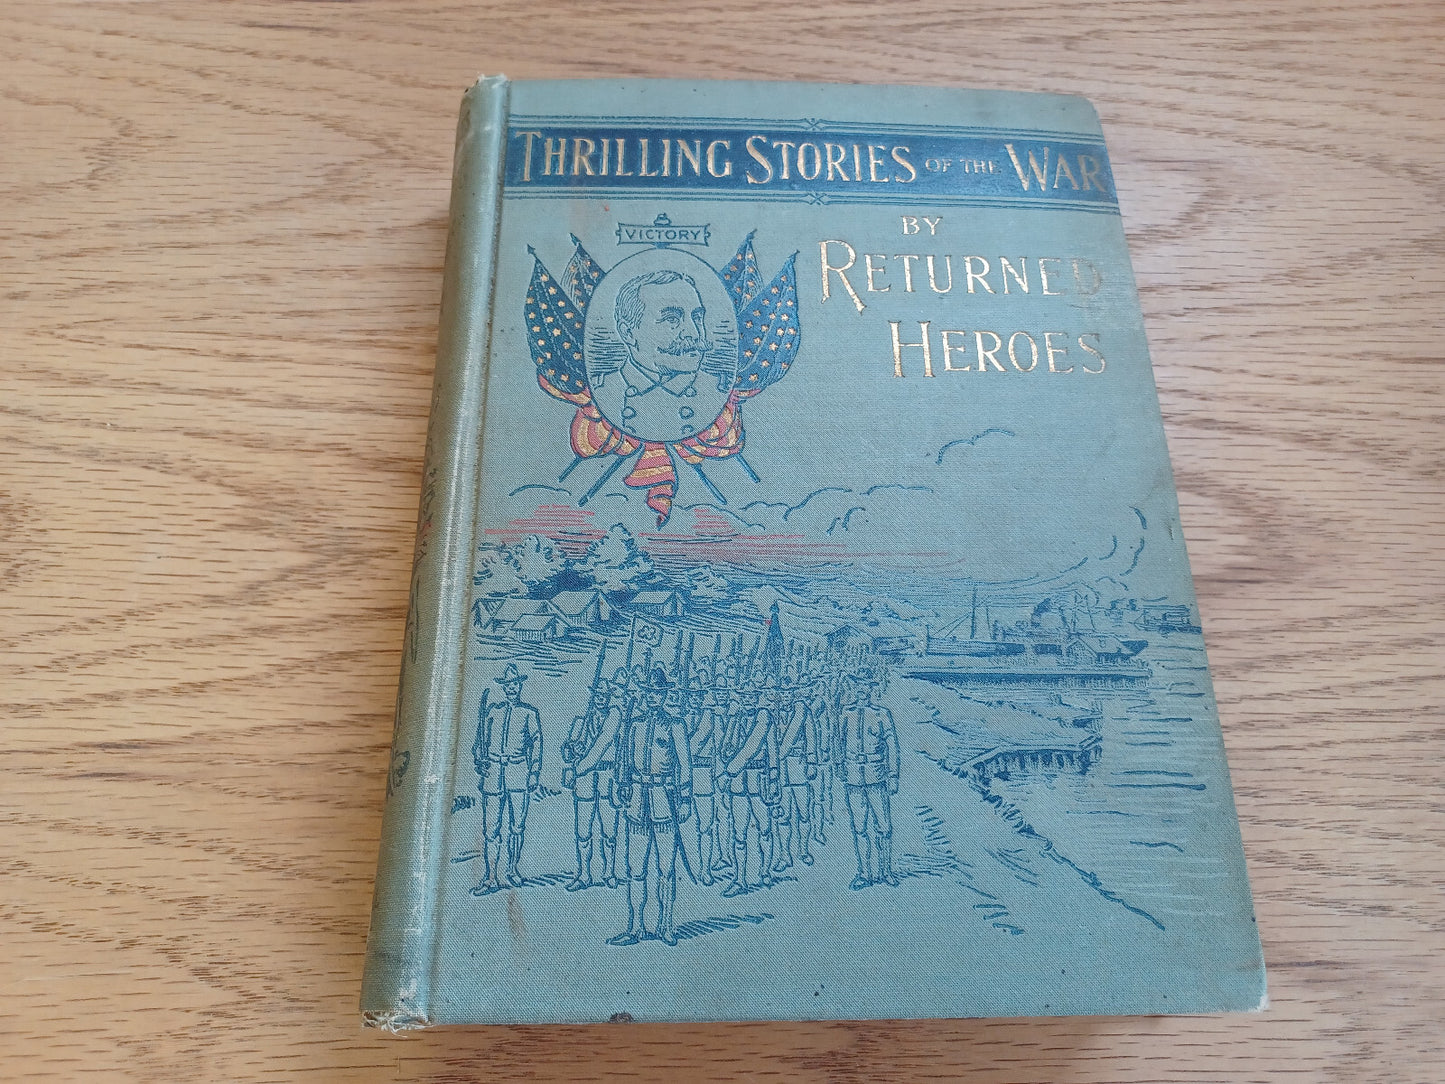 THRILLING STORIES OF THE WAR
BY
RETURNED
HEROES
VICTORY